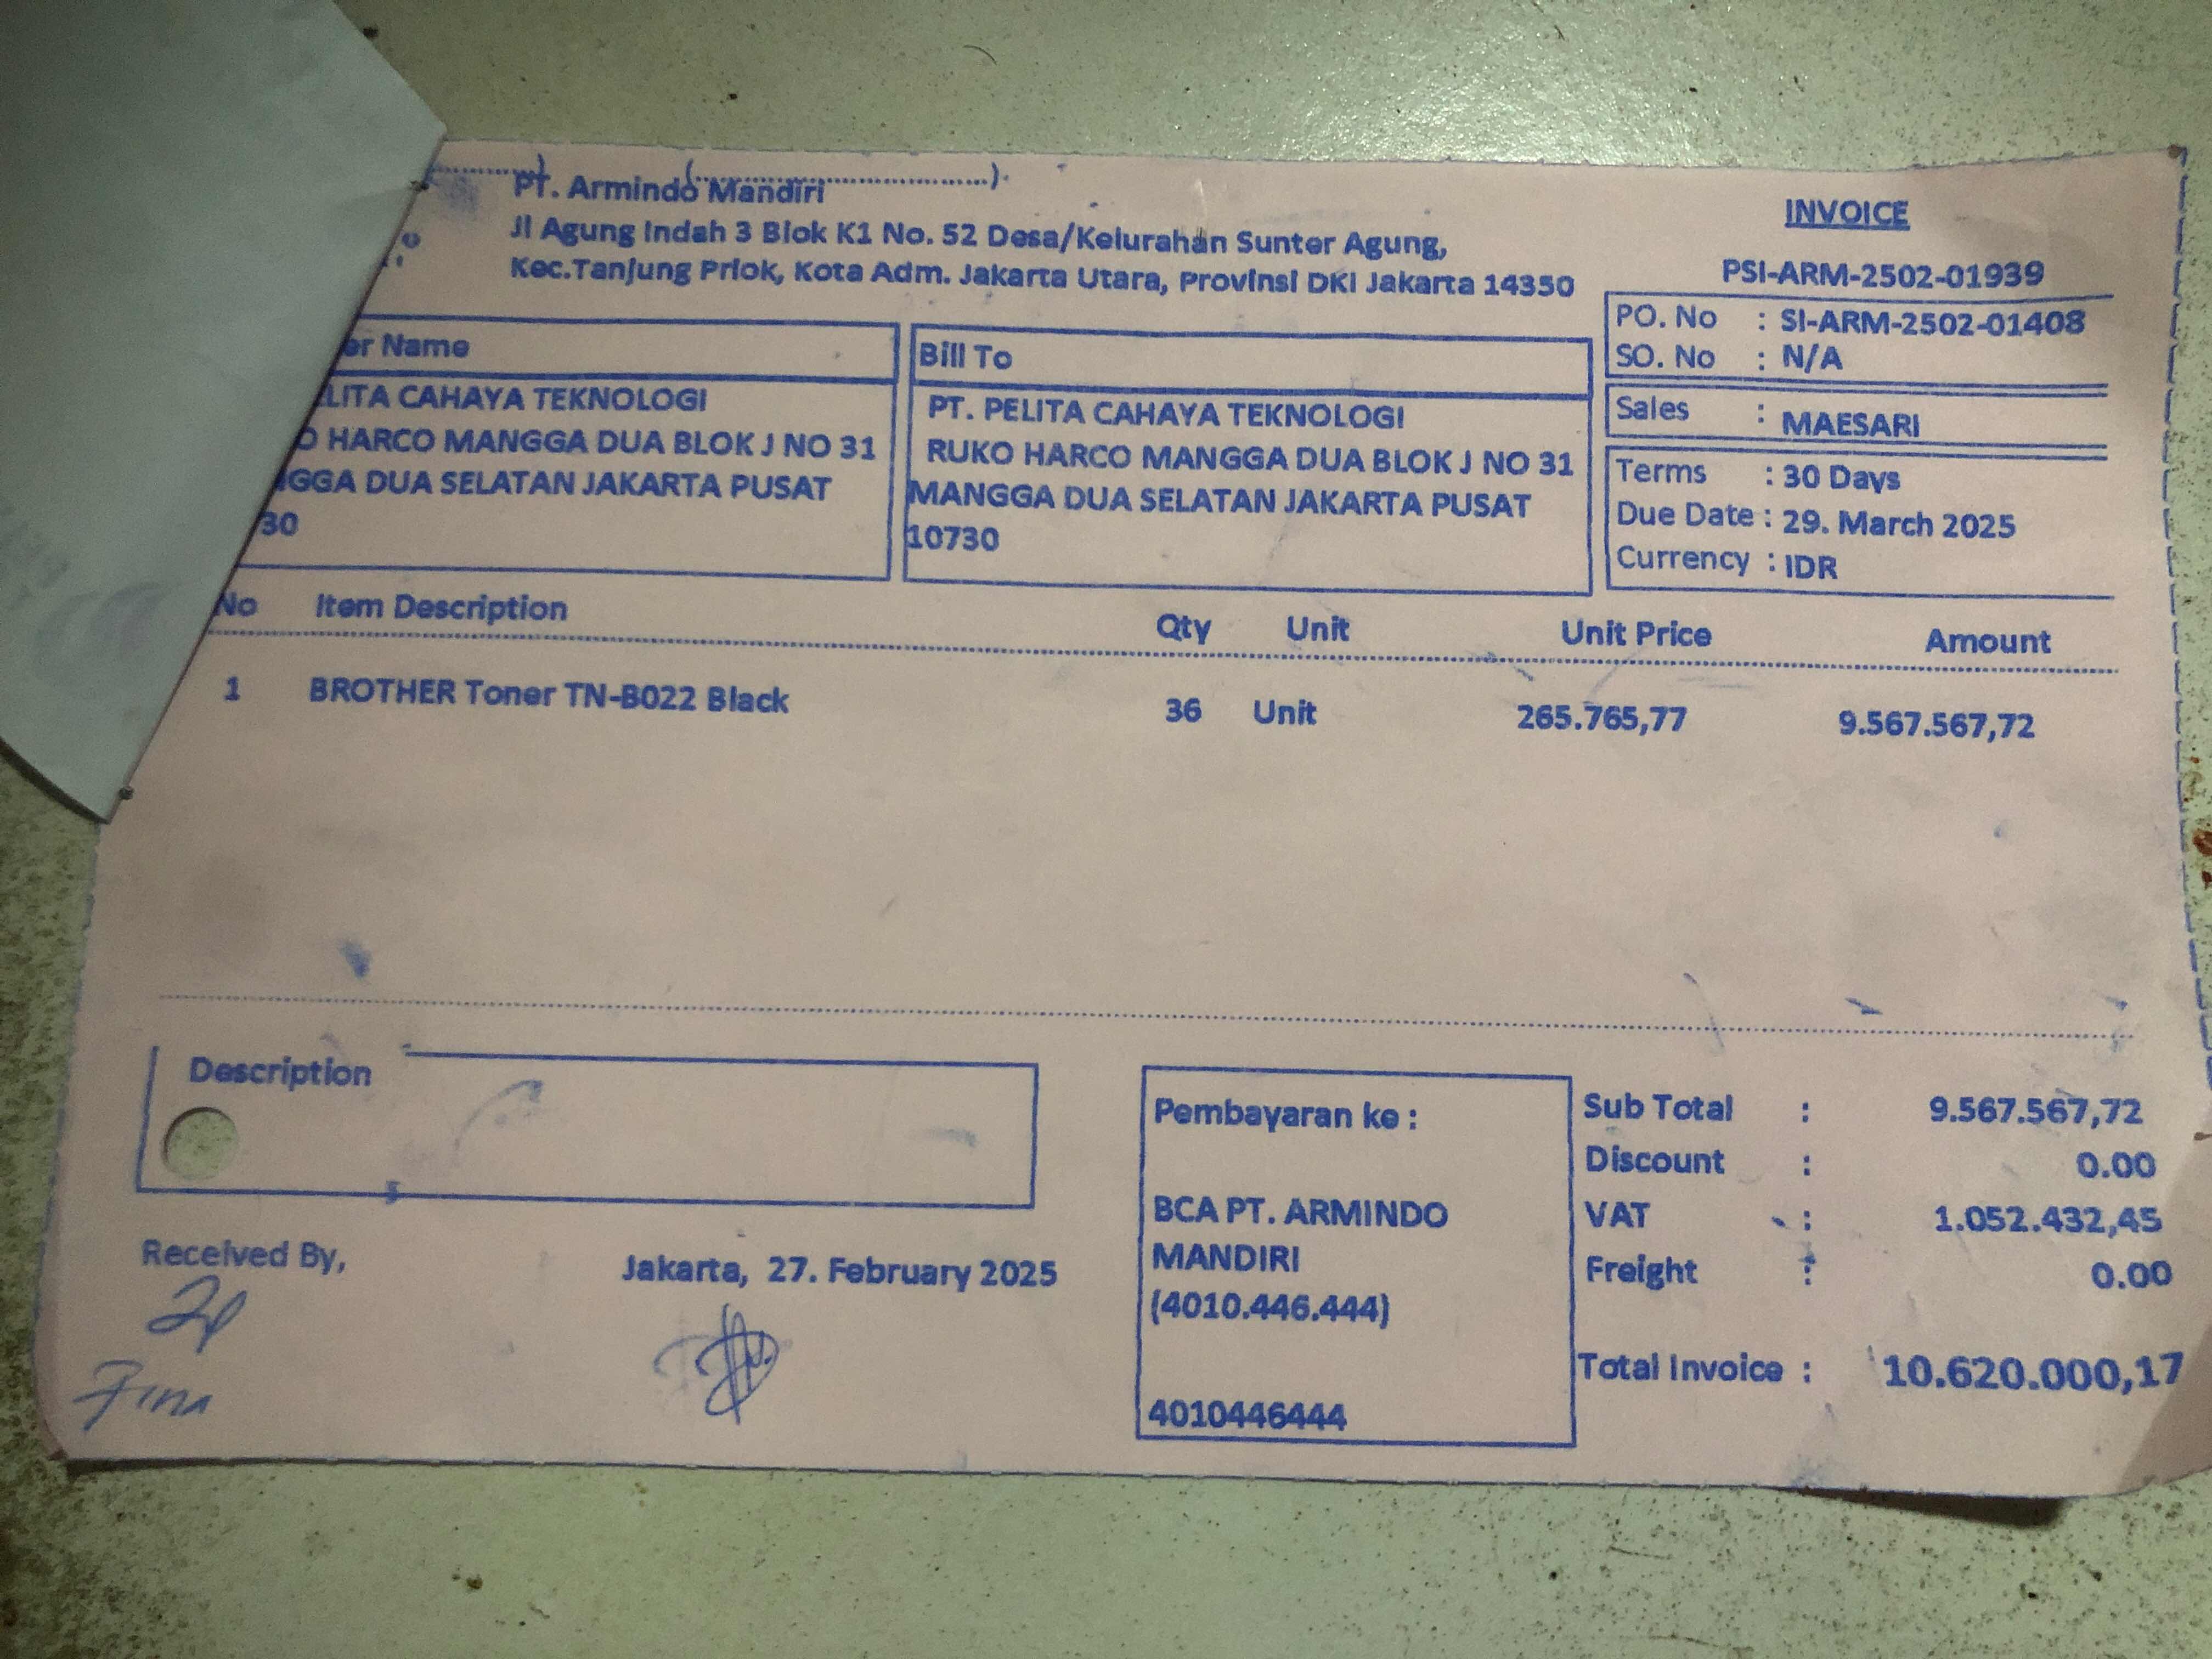 PT. Armindo Mandiri
Jl Agung Indah 3 Blok K1 No. 52 Desa/Kelurahan Sunter Agung,
Kec.Tanjung Priok, Kota Adm. Jakarta Utara, Provinsi DKI Jakarta 14350
INVOICE
PSI-ARM-2502-01939
PO. No : SI-ARM-2502-01408
SO. No : N/A
Sales : MAESARI
Terms : 30 Days
Due Date : 29. March 2025
Currency : IDR
er Name
LITA CAHAYA TEKNOLOGI
O HARCO MANGGA DUA BLOK J NO 31
GGA DUA SELATAN JAKARTA PUSAT
30
Bill To
PT. PELITA CAHAYA TEKNOLOGI
RUKO HARCO MANGGA DUA BLOK J NO 31
MANGGA DUA SELATAN JAKARTA PUSAT
10730
No Item Description Qty Unit Unit Price Amount
1 BROTHER Toner TN-B022 Black 36 Unit 265.765,77 9.567.567,72
Description
Received By,
Jakarta, 27. February 2025
Pembayaran ke :
BCA PT. ARMINDO
MANDIRI
(4010.446.444)
4010446444
Sub Total : 9.567.567,72
Discount : 0.00
VAT : 1.052.432,45
Freight : 0.00
Total Invoice : 10.620.000,17